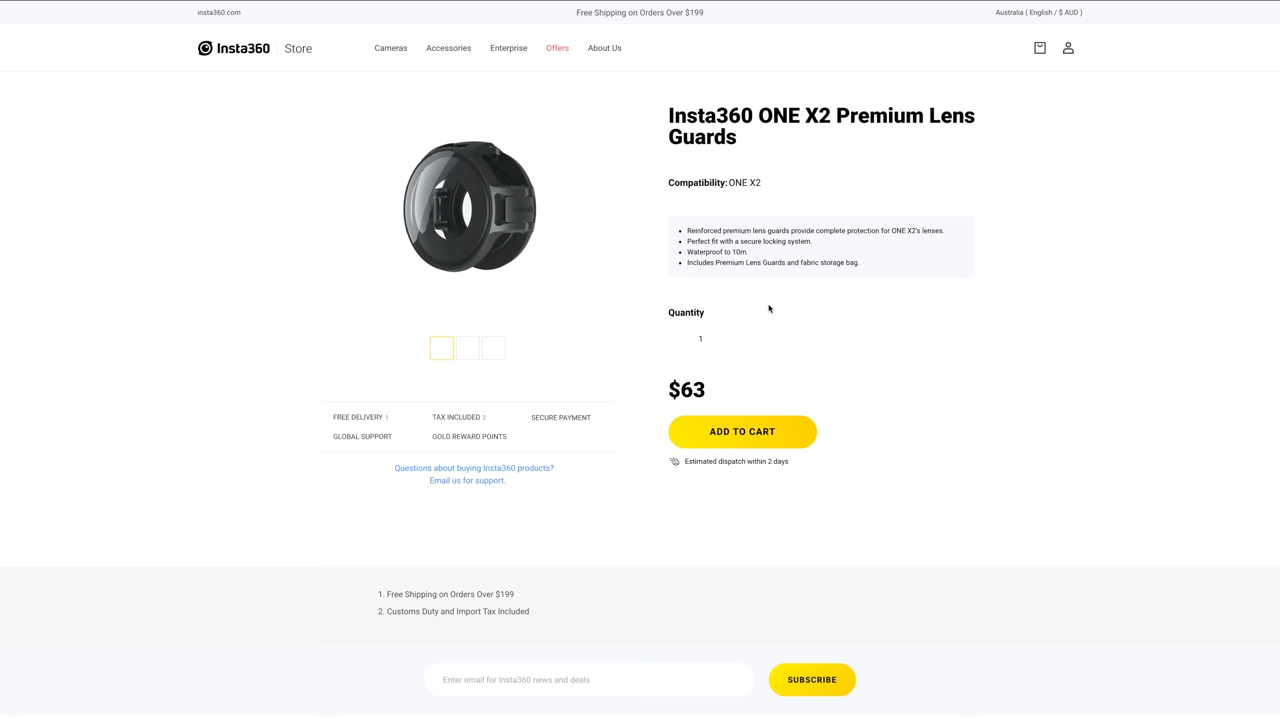 insta360.com
Free Shipping on Orders Over $199
Australia ( English / $ AUD )
Insta360 Store
Cameras
Accessories
Enterprise
Offers
About Us
Insta360 ONE X2 Premium Lens
Guards
Compatibility: ONE X2
• Reinforced premium lens guards provide complete protection for ONE X2's lenses.
• Perfect fit with a secure locking system.
• Waterproof to 10m.
• Includes Premium Lens Guards and fabric storage bag.
Quantity
1
$63
ADD TO CART
Estimated dispatch within 2 days
FREE DELIVERY 1
TAX INCLUDED 2
SECURE PAYMENT
GLOBAL SUPPORT
GOLD REWARD POINTS
Questions about buying Insta360 products?
Email us for support.
1. Free Shipping on Orders Over $199
2. Customs Duty and Import Tax Included
Enter email for Insta360 news and deals
SUBSCRIBE